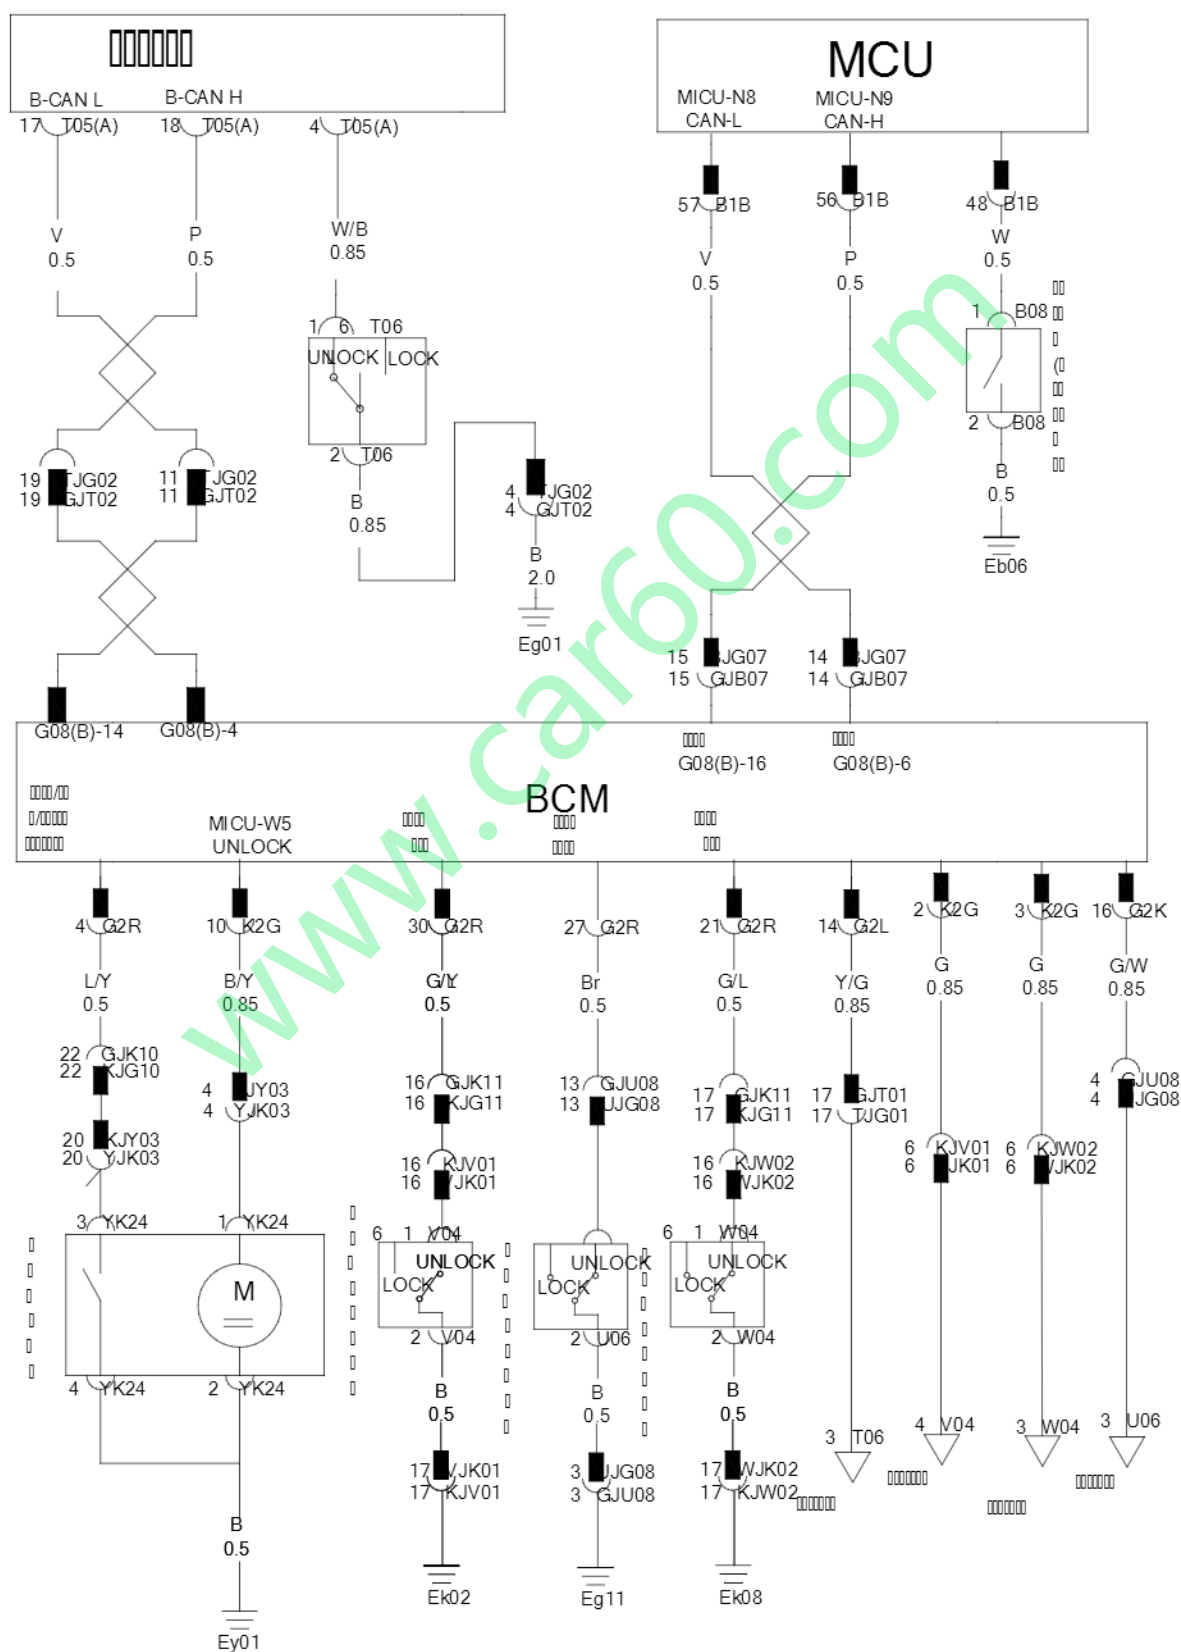 MCU
B-CAN L
B-CAN H
MICU-N8
CAN-L
MICU-N9
CAN-H
17 T05(A)
18 T05(A)
4 T05(A)
57 B1B
56 B1B
48 B1B
V
0.5
P
0.5
W/B
0.85
V
0.5
P
0.5
W
0.5
1 6 T06
UNLOCK LOCK
2 T06
1 B08
2 B08
19 TJG02
19 GJT02
11 TJG02
11 GJT02
B
0.85
4 TJG02
4 GJT02
B
2.0
Eg01
B
0.5
Eb06
15 BJG07
15 GJB07
14 BJG07
14 GJB07
G08(B)-14
G08(B)-4
G08(B)-16
G08(B)-6
BCM
MICU-W5
UNLOCK
4 G2R
10 K2G
30 G2R
27 G2R
21 G2R
14 G2L
2 K2G
3 K2G
16 G2K
L/Y
0.5
B/Y
0.85
G/Y
0.5
Br
0.5
G/L
0.5
Y/G
0.85
G
0.85
G
0.85
G/W
0.85
22 GJK10
22 KJG10
4 KJY03
4 YJK03
16 GJK11
16 KJG11
13 GJU08
13 UJG08
17 GJK11
17 KJG11
17 GJT01
17 TJG01
4 GJU08
4 UJG08
20 KJY03
20 YJK03
16 KJV01
16 VJK01
16 KJW02
16 WJK02
6 KJV01
6 VJK01
6 KJW02
6 WJK02
3 YK24
1 YK24
6 1 V04
6 1 W04
UNLOCK
LOCK
UNLOCK
LOCK
UNLOCK
LOCK
M
2 V04
2 U06
2 W04
4 YK24
2 YK24
B
0.5
B
0.5
B
0.5
3 T06
4 V04
3 W04
3 U06
17 VJK01
17 KJV01
3 UJG08
3 GJU08
17 WJK02
17 KJW02
B
0.5
Ek02
Eg11
Ek08
Ey01
www.car60.com